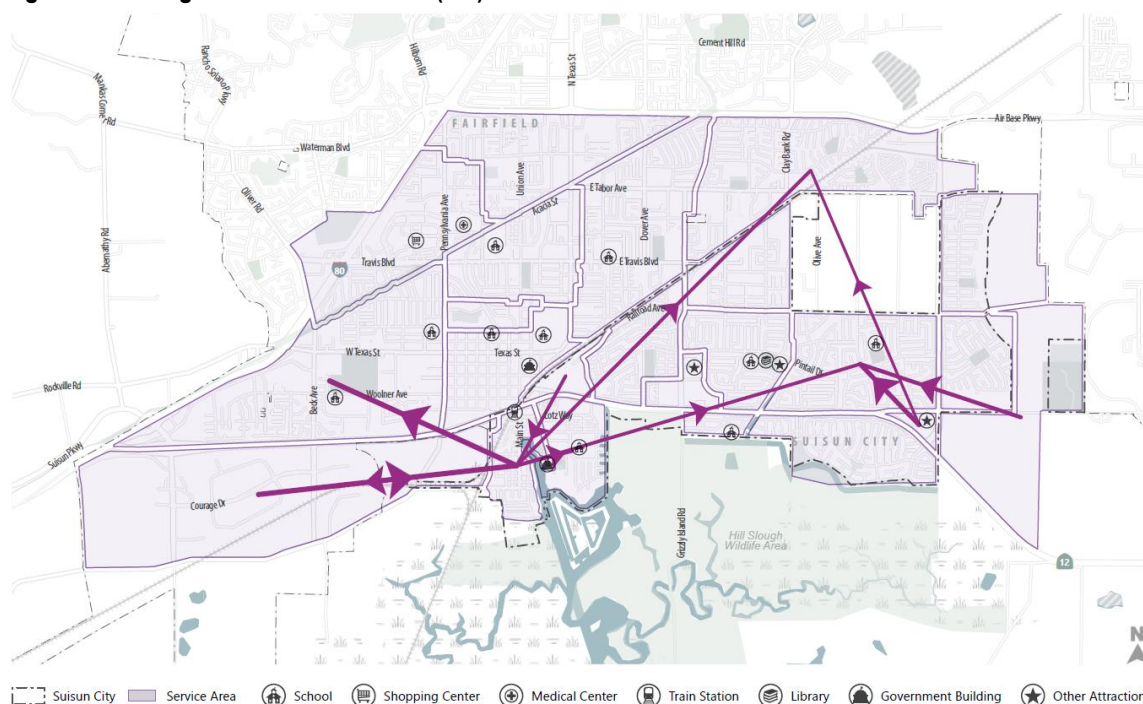 Cement Hill Rd
Hilborn Rd
N Texas St
Mankas Corner Rd
Air Base Pkwy
FAIRFIELD
Waterman Blvd
Clay Bank Rd
Union Ave
Oliver Rd
E Tabor Ave
Pennsylvania Ave
Acacia St
Dover Ave
Abernathy Rd
Olive Ave
Travis Blvd
E Travis Blvd
80
Railroad Ave
W Texas St
Texas St
Pintail Dr
Rockville Rd
Beck Ave
Woolner Ave
Main St
Lotz Way
SUISUN CITY
Suisun Pkwy
Courage Dr
Grizzly Island Rd
Hill Slough
Wildlife Area
12
N
Suisun City Service Area School Shopping Center Medical Center Train Station Library Government Building Other Attraction